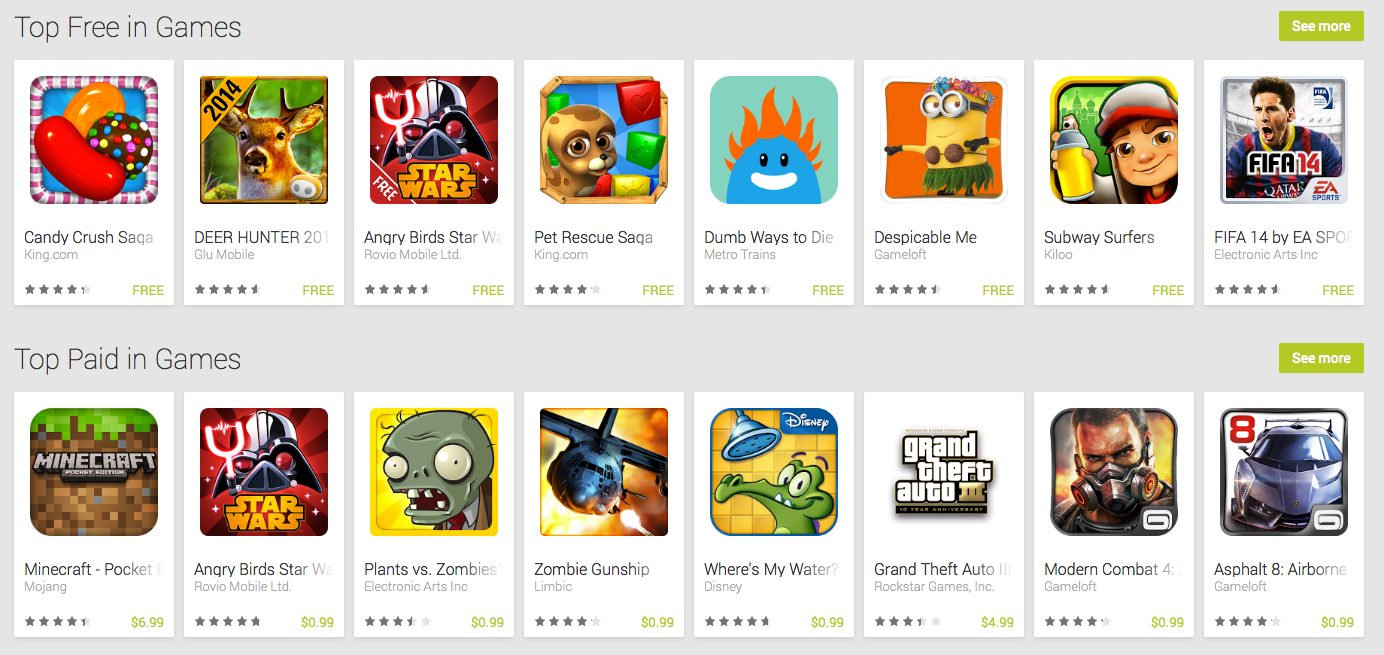 Top Free in Games
See more
2014
FREE
STAR
WARS
FIFA
FIFA 14
QATAR
AIRWAYS
EA
SPORTS
Candy Crush Saga
King.com
FREE
DEER HUNTER 201
Glu Mobile
FREE
Angry Birds Star Wa
Rovio Mobile Ltd.
FREE
Pet Rescue Saga
King.com
FREE
Dumb Ways to Die
Metro Trains
FREE
Despicable Me
Gameloft
FREE
Subway Surfers
Kiloo
FREE
FIFA 14 by EA SPOR
Electronic Arts Inc
FREE
Top Paid in Games
See more
MINECRAFT
POCKET EDITION
STAR
WARS
Disney
ROCKSTAR GAMES PRESENTS
grand
theft
auto III
10 YEAR ANNIVERSARY
8
Minecraft - Pocket E
Mojang
$6.99
Angry Birds Star Wa
Rovio Mobile Ltd.
$0.99
Plants vs. Zombies™
Electronic Arts Inc
$0.99
Zombie Gunship
Limbic
$0.99
Where's My Water?
Disney
$0.99
Grand Theft Auto III
Rockstar Games, Inc.
$4.99
Modern Combat 4: Z
Gameloft
$0.99
Asphalt 8: Airborne
Gameloft
$0.99